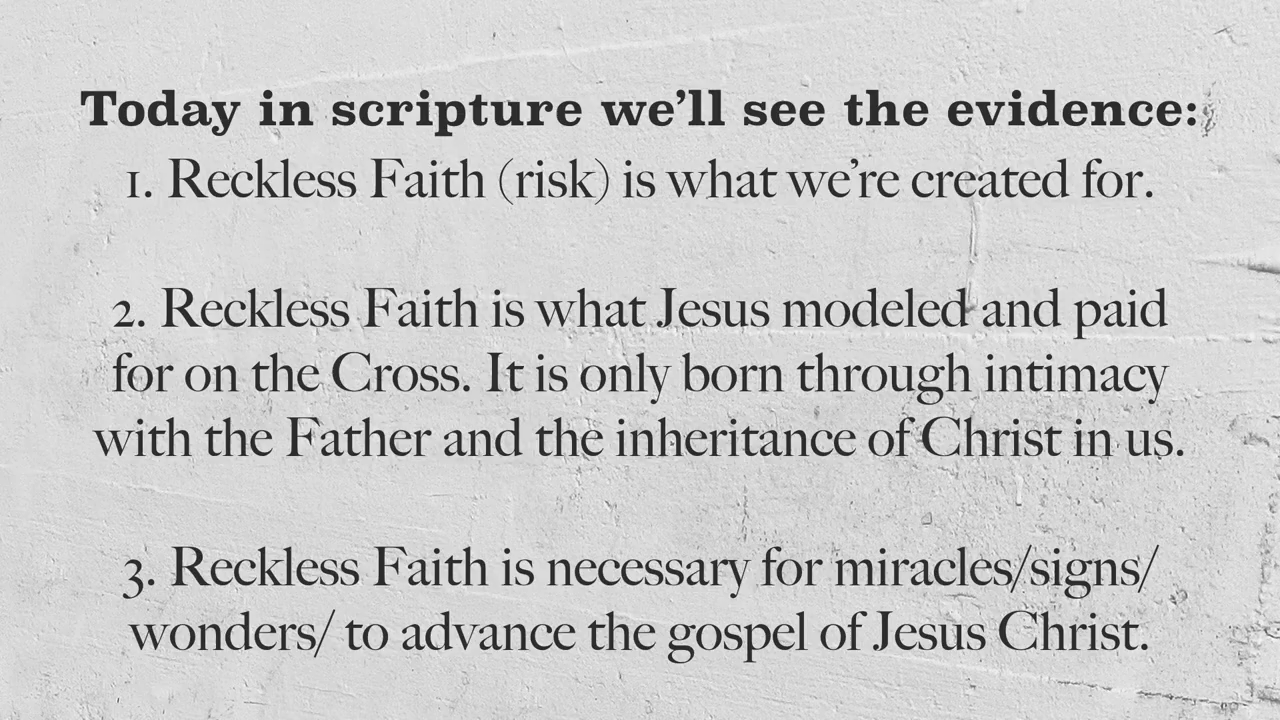 Today in scripture we’ll see the evidence:
1. Reckless Faith (risk) is what we’re created for.
2. Reckless Faith is what Jesus modeled and paid
for on the Cross. It is only born through intimacy
with the Father and the inheritance of Christ in us.
3. Reckless Faith is necessary for miracles/signs/
wonders/ to advance the gospel of Jesus Christ.